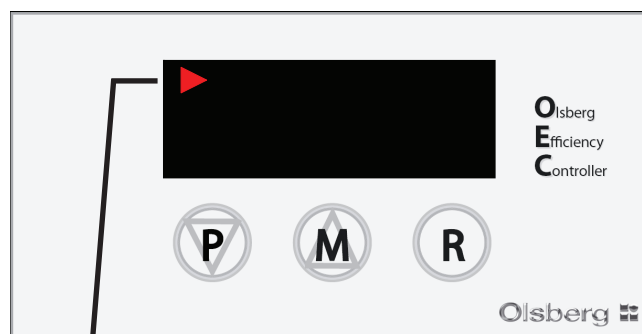 Olsberg
Efficiency
Controller
P M R
Olsberg